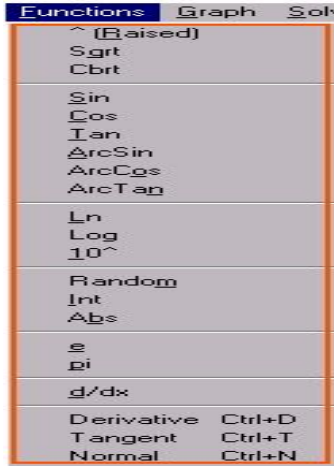 Functions Graph Solv
^ (Raised)
Sqrt
Cbrt
Sin
Cos
Tan
ArcSin
ArcCos
ArcTan
Ln
Log
10^
Random
Int
Abs
e
pi
d/dx
Derivative Ctrl+D
Tangent Ctrl+T
Normal Ctrl+N